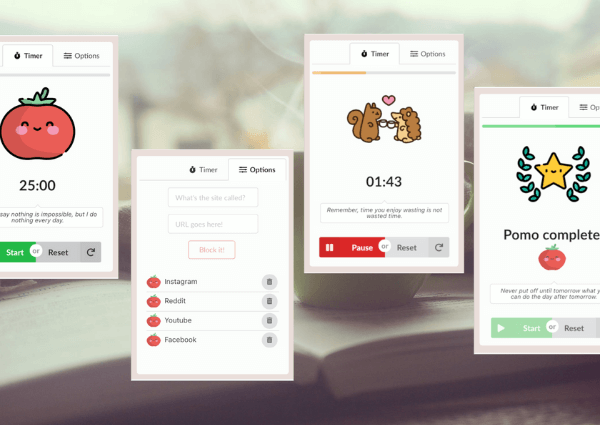 Timer
Options
25:00
say nothing is impossible, but I do
nothing every day.
Start or Reset
Timer
Options
What's the site called?
URL goes here!
Block it!
Instagram
Reddit
Youtube
Facebook
Timer
Options
01:43
Remember, time you enjoy wasting is not
wasted time.
Pause or Reset
Timer
Op
Pomo complete
Never put off until tomorrow what y
can do the day after tomorrow.
Start or Reset